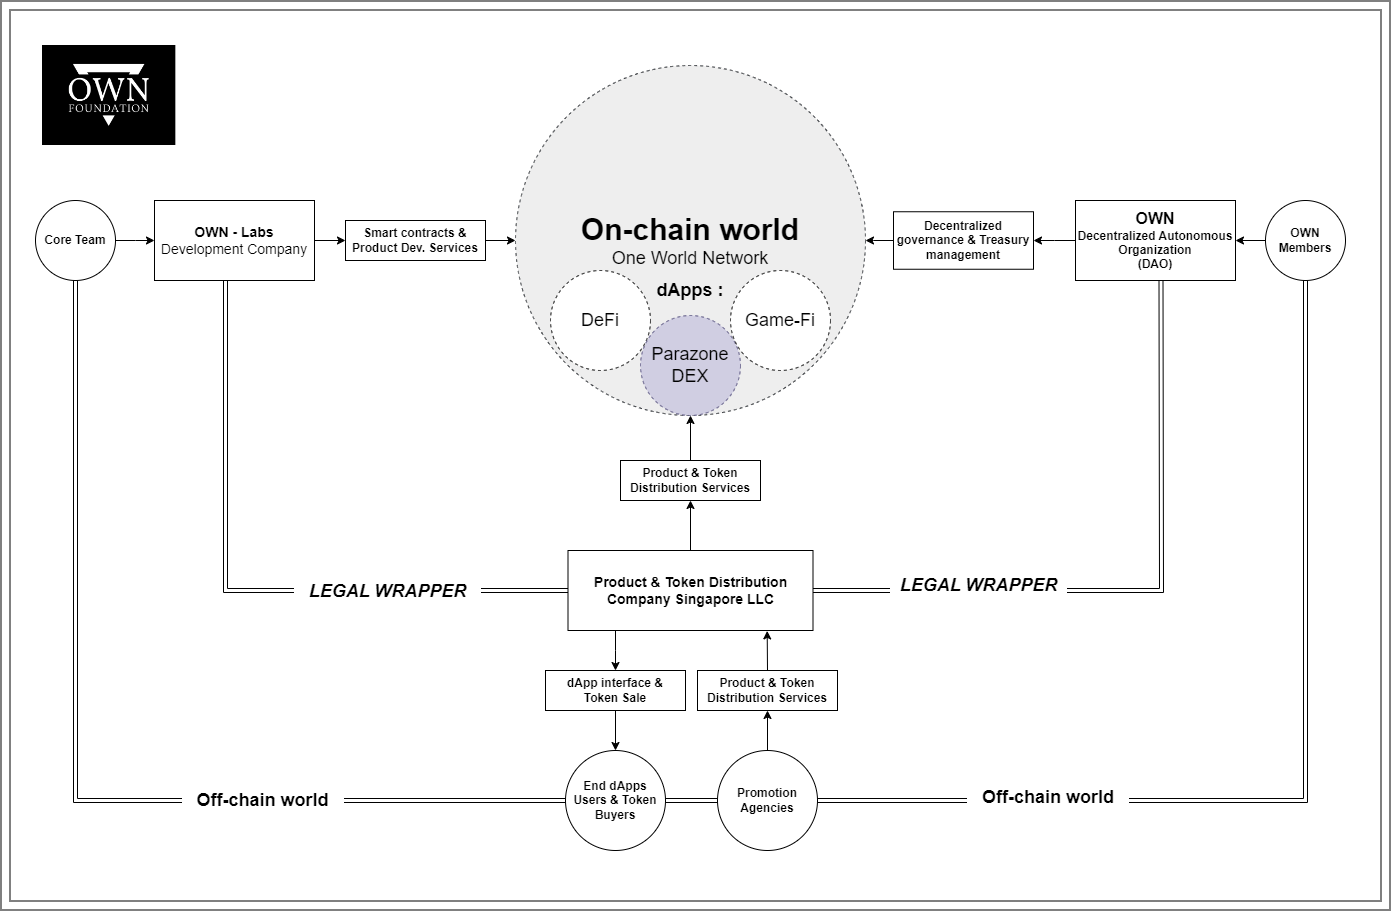 OWN
FOUNDATION
Core Team
OWN - Labs
Development Company
Smart contracts &
Product Dev. Services
On-chain world
One World Network
dApps :
DeFi
Game-Fi
Parazone
DEX
Decentralized
governance & Treasury
management
OWN
Decentralized Autonomous
Organization
(DAO)
OWN
Members
Product & Token
Distribution Services
LEGAL WRAPPER
Product & Token Distribution
Company Singapore LLC
LEGAL WRAPPER
dApp interface &
Token Sale
Product & Token
Distribution Services
Off-chain world
End dApps
Users & Token
Buyers
Promotion
Agencies
Off-chain world